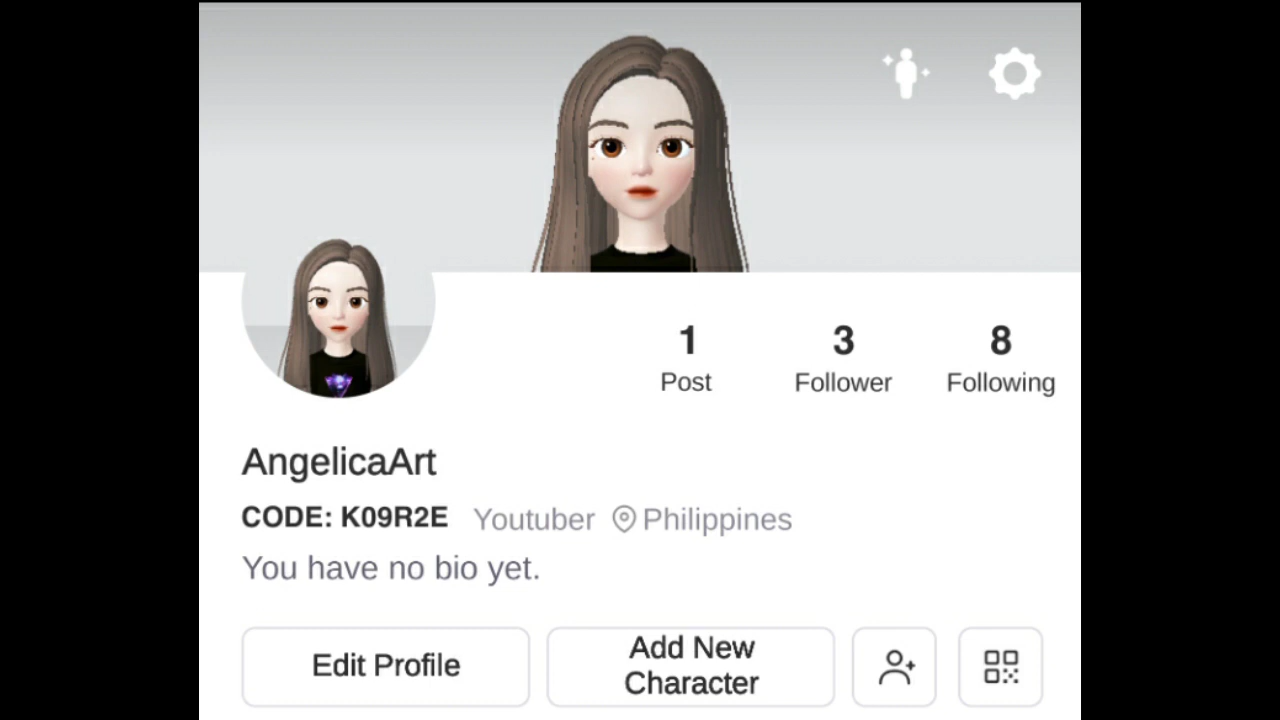 1 3 8
Post Follower Following
AngelicaArt
CODE: K09R2E Youtuber Philippines
You have no bio yet.
Edit Profile
Add New
Character